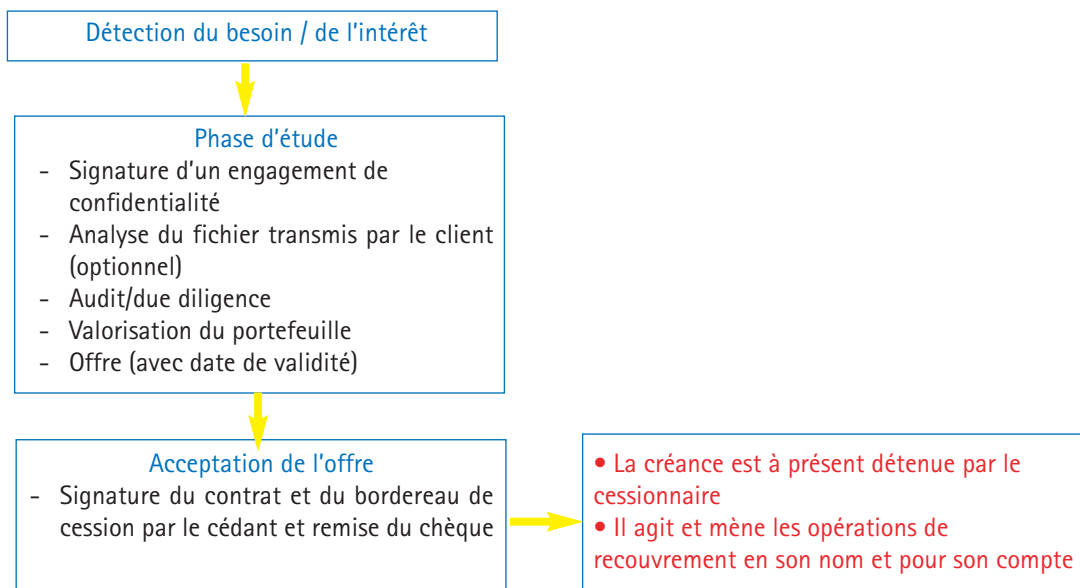 Détection du besoin / de l'intérêt
Phase d'étude
- Signature d'un engagement de
confidentialité
- Analyse du fichier transmis par le client
(optionnel)
- Audit/due diligence
- Valorisation du portefeuille
- Offre (avec date de validité)
Acceptation de l'offre
- Signature du contrat et du bordereau de
cession par le cédant et remise du chèque
• La créance est à présent détenue par le
cessionnaire
• Il agit et mène les opérations de
recouvrement en son nom et pour son compte